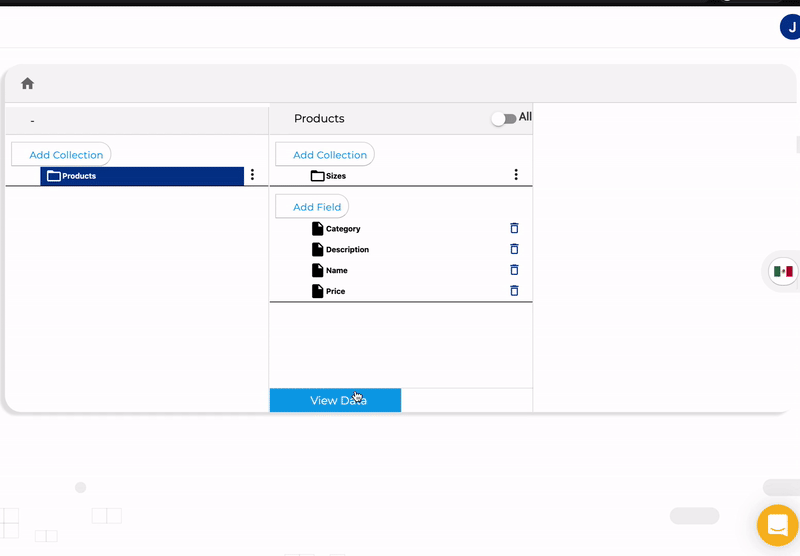 J
-
Products
All
Add Collection
Add Collection
Products
Sizes
Add Field
Category
Description
Name
Price
View Data